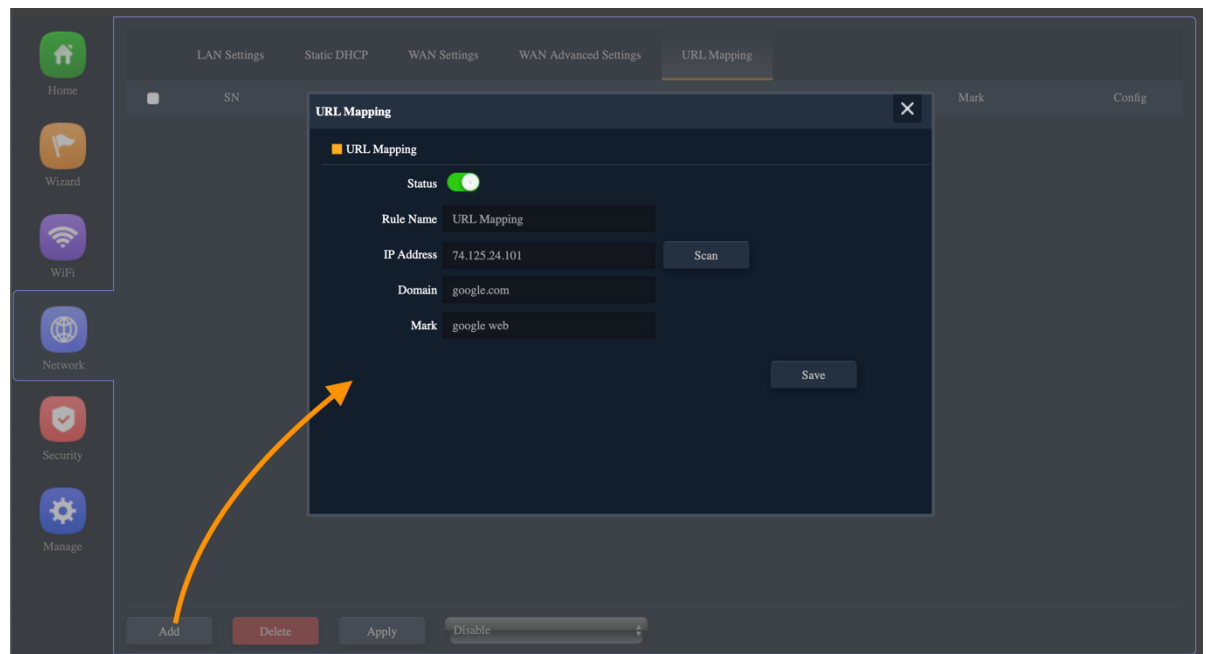 LAN Settings Static DHCP WAN Settings WAN Advanced Settings URL Mapping
Home
SN Mark Config
URL Mapping
URL Mapping
Wizard
Status
Rule Name URL Mapping
IP Address 74.125.24.101 Scan
WiFi
Domain google.com
Mark google web
Network
Save
Security
Manage
Add Delete Apply Disable